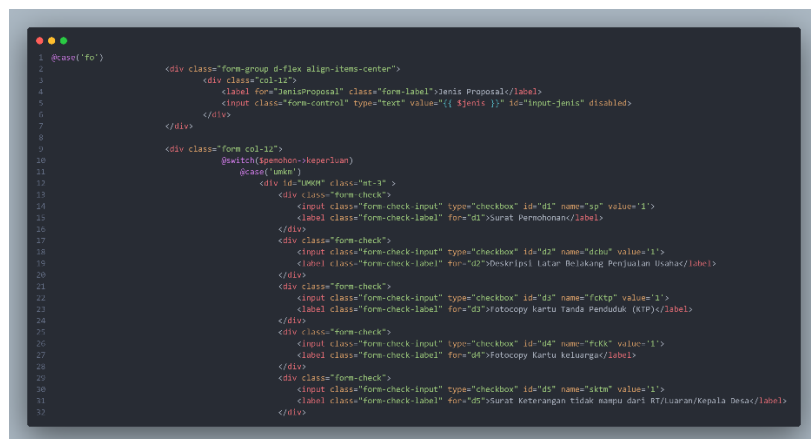 1 @case('fo')
2 <div class="form-group d-flex align-items-center">
3 <div class="col-12">
4 <label for="JenisProposal" class="form-label">Jenis Proposal</label>
5 <input class="form-control" type="text" value="{{ $jenis }}" id="input-jenis" disabled>
6 </div>
7 </div>
8
9 <div class="form col-12">
10 @switch($pemohon->keperluan)
11 @case('umkm')
12 <div id="UMKM" class="mt-3" >
13 <div class="form-check">
14 <input class="form-check-input" type="checkbox" id="d1" name="sp" value='1'>
15 <label class="form-check-label" for="d1">Surat Permohonan</label>
16 </div>
17 <div class="form-check">
18 <input class="form-check-input" type="checkbox" id="d2" name="dcbu" value='1'>
19 <label class="form-check-label" for="d2">Deskripsi Latar Belakang Penjualan Usaha</label>
20 </div>
21 <div class="form-check">
22 <input class="form-check-input" type="checkbox" id="d3" name="fcKtp" value='1'>
23 <label class="form-check-label" for="d3">Fotocopy kartu Tanda Penduduk (KTP)</label>
24 </div>
25 <div class="form-check">
26 <input class="form-check-input" type="checkbox" id="d4" name="fcKk" value='1'>
27 <label class="form-check-label" for="d4">Fotocopy Kartu keluarga</label>
28 </div>
29 <div class="form-check">
30 <input class="form-check-input" type="checkbox" id="d5" name="sktm" value='1'>
31 <label class="form-check-label" for="d5">Surat Keterangan tidak mampu dari RT/Luaran/Kepala Desa</label>
32 </div>